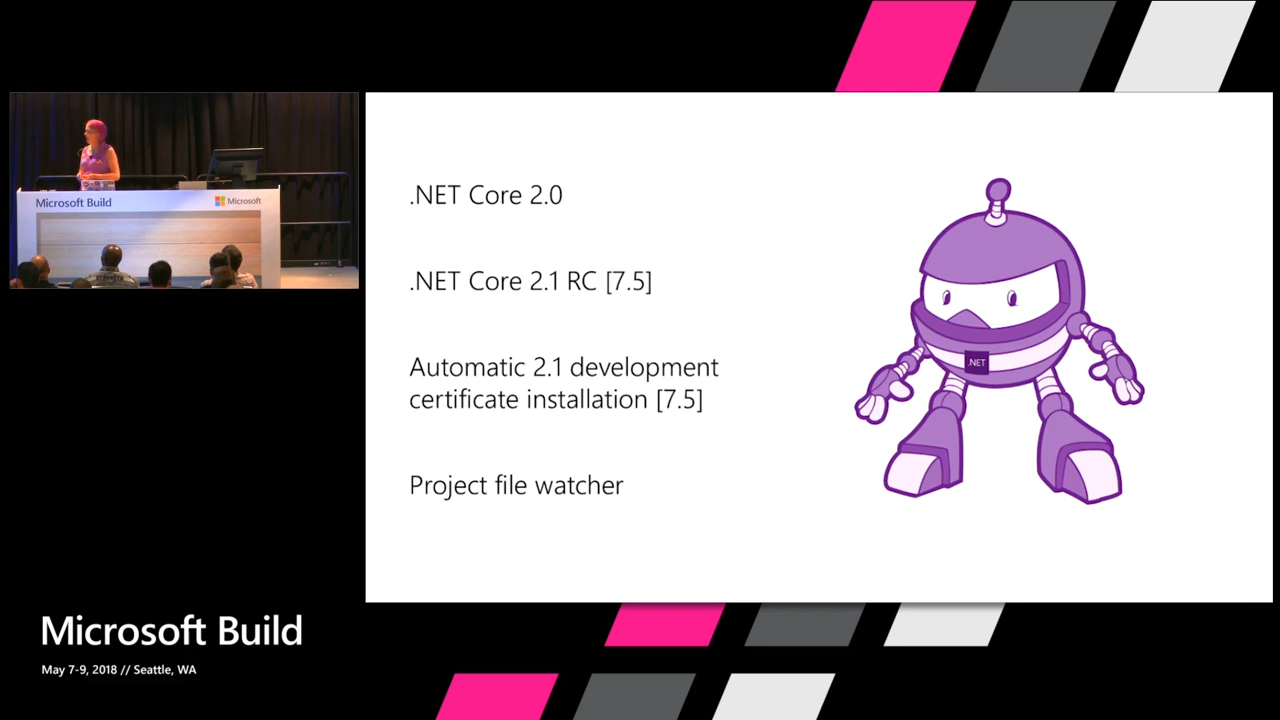 Microsoft Build
Microsoft
.NET Core 2.0
.NET Core 2.1 RC [7.5]
Automatic 2.1 development
certificate installation [7.5]
Project file watcher
.NET
Microsoft Build
May 7-9, 2018 // Seattle, WA